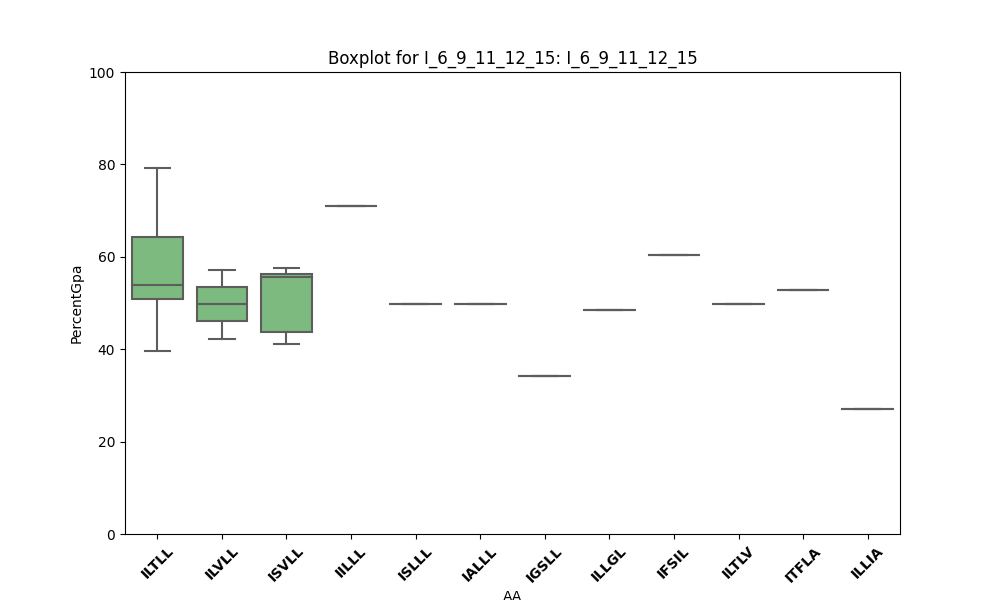 Boxplot for I_6_9_11_12_15: I_6_9_11_12_15
100
80
60
40
20
0
PercentGpa
ILTLL
ILVLL
ISVLL
IILLL
ISLLL
IALLL
IGSLL
ILLGL
IFSIL
ILTLV
ITFLA
ILLIA
AA